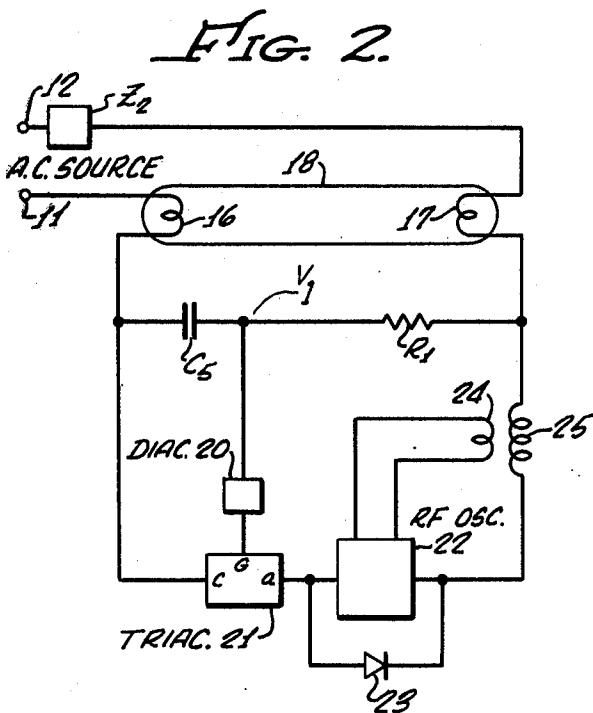 FIG. 2.
12
Z2
A.C. SOURCE
11
18
16
17
V1
C5
R1
24
25
DIAC. 20
RF OSC.
22
G
C
a
TRIAC. 21
23